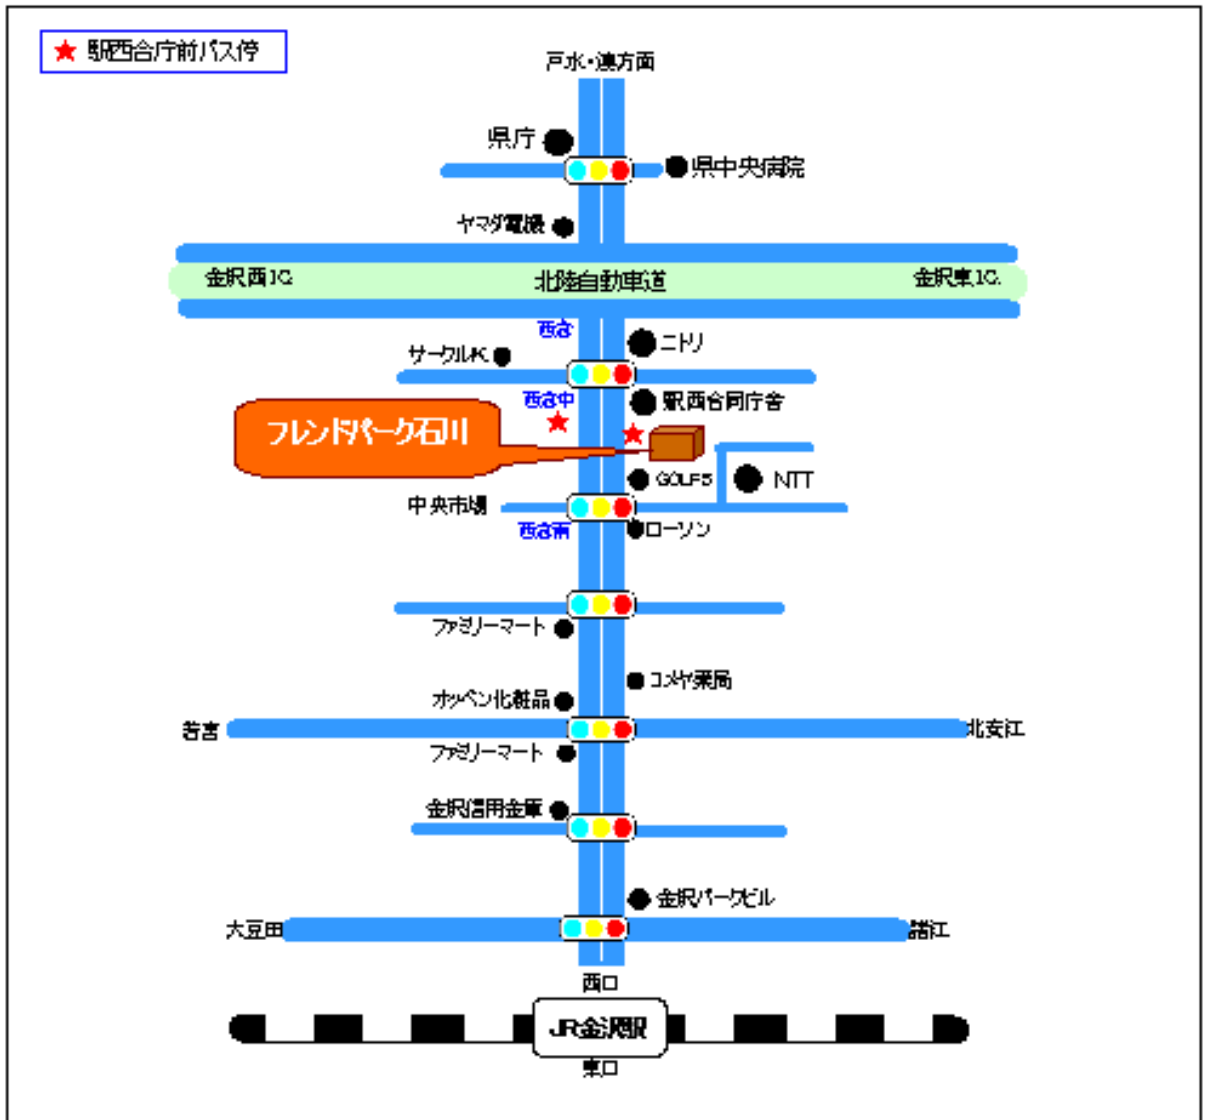 ★ 駅西合庁前バス停
戸水・湊方面
県庁
県中央病院
ヤマダ電機
金沢西IC
北陸自動車道
金沢東IC.
西念
ニトリ
サークルK
西念中
駅西合同庁舎
フレンドパーク石川
GOLF5
NTT
中央市場
西念南
ローソン
ファミリーマート
コメヤ薬局
オッペン化粧品
若宮
北安江
ファミリーマート
金沢信用金庫
金沢パークビル
大豆田
諸江
西口
JR金沢駅
東口